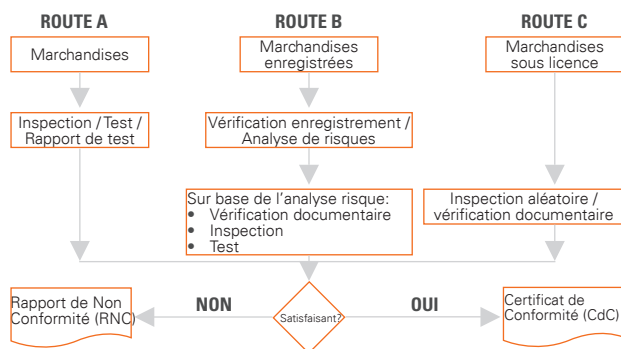 ROUTE A
ROUTE B
ROUTE C
Marchandises
Marchandises
enregistrées
Marchandises
sous licence
Inspection / Test /
Rapport de test
Vérification enregistrement /
Analyse de risques
Sur base de l'analyse risque:
• Vérification documentaire
• Inspection
• Test
Inspection aléatoire /
vérification documentaire
Rapport de Non
Conformité (RNC)
NON
Satisfaisant?
OUI
Certificat de
Conformité (CdC)